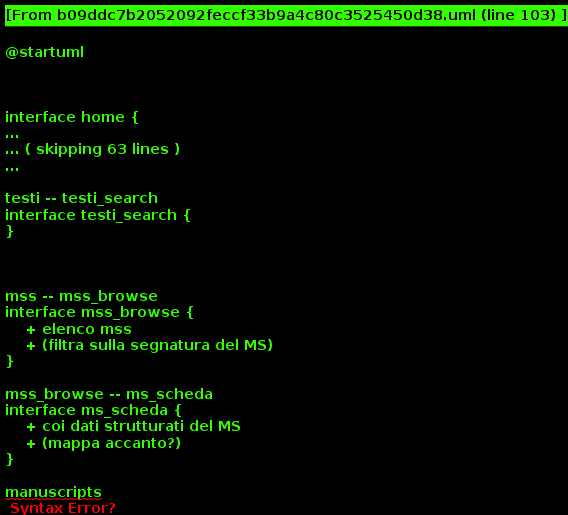 [From b09ddc7b2052092feccf33b9a4c80c3525450d38.uml (line 103) ]
@startuml
interface home {
...
... ( skipping 63 lines )
...
testi -- testi_search
interface testi_search {
}
mss -- mss_browse
interface mss_browse {
+ elenco mss
+ (filtra sulla segnatura del MS)
}
mss_browse -- ms_scheda
interface ms_scheda {
+ coi dati strutturati del MS
+ (mappa accanto?)
}
manuscripts
Syntax Error?